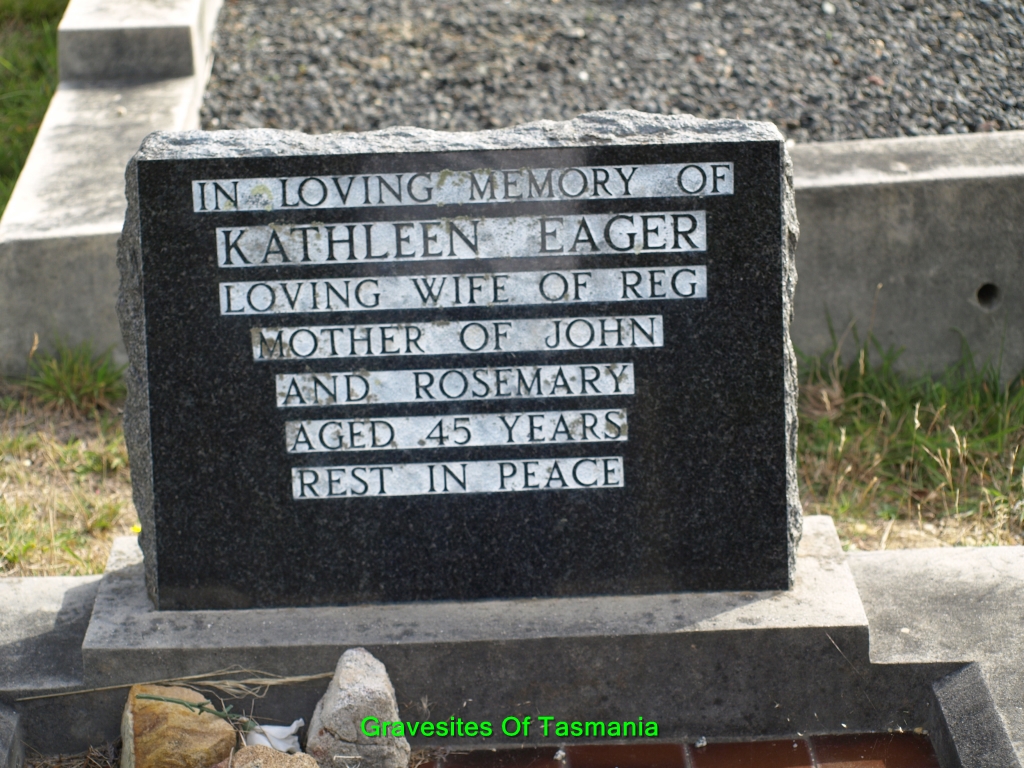 IN LOVING MEMORY OF
KATHLEEN EAGER
LOVING WIFE OF REG
MOTHER OF JOHN
AND ROSEMARY
AGED 45 YEARS
REST IN PEACE
Gravesites Of Tasmania